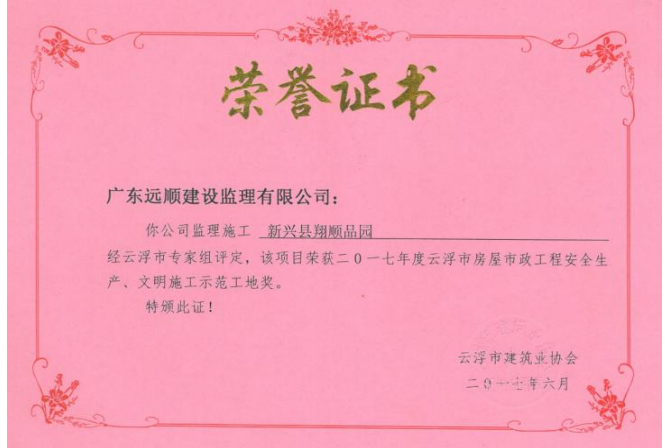 荣誉证书
广东远顺建设监理有限公司：
你公司监理施工 新兴县翔顺品园
经云浮市专家组评定，该项目荣获二０一七年度云浮市房屋市政工程安全生
产、文明施工示范工地奖。
特颁此证！
云浮市建筑业协会
二０一七年六月